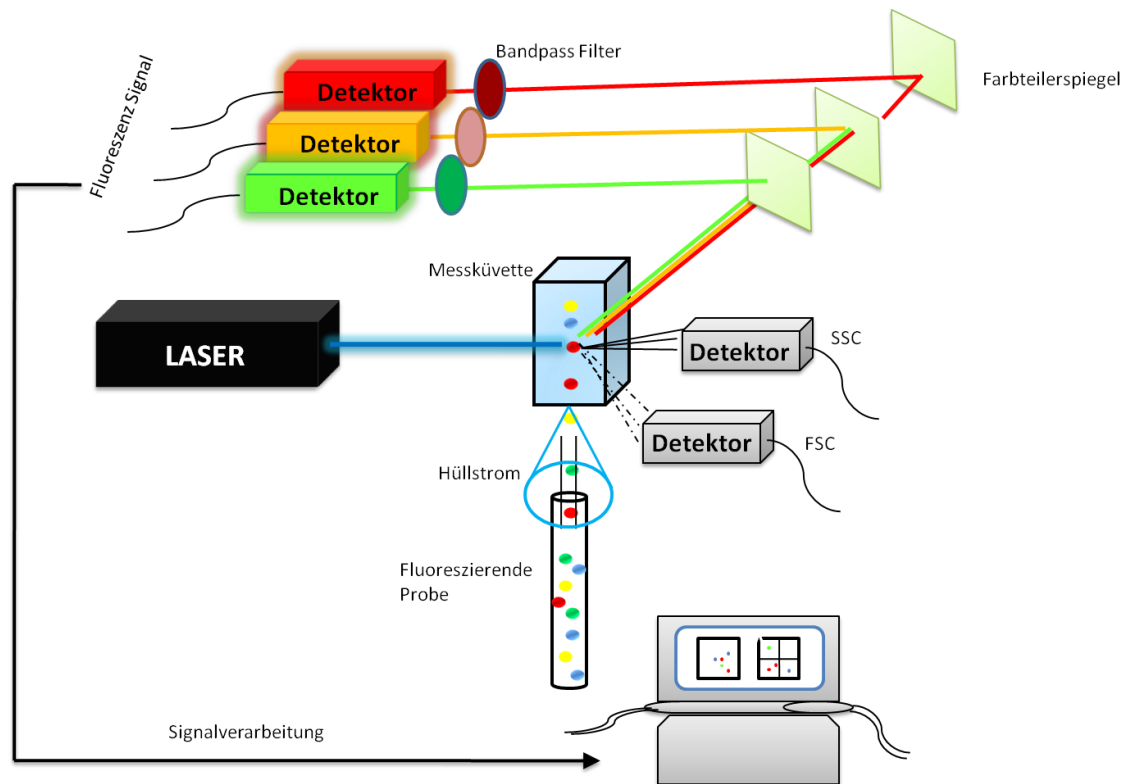 Bandpass Filter
Farbteilerspiegel
Fluoreszenz Signal
Detektor
Detektor
Detektor
Messküvette
LASER
Detektor
SSC
Detektor
FSC
Hüllstrom
Fluoreszierende
Probe
Signalverarbeitung